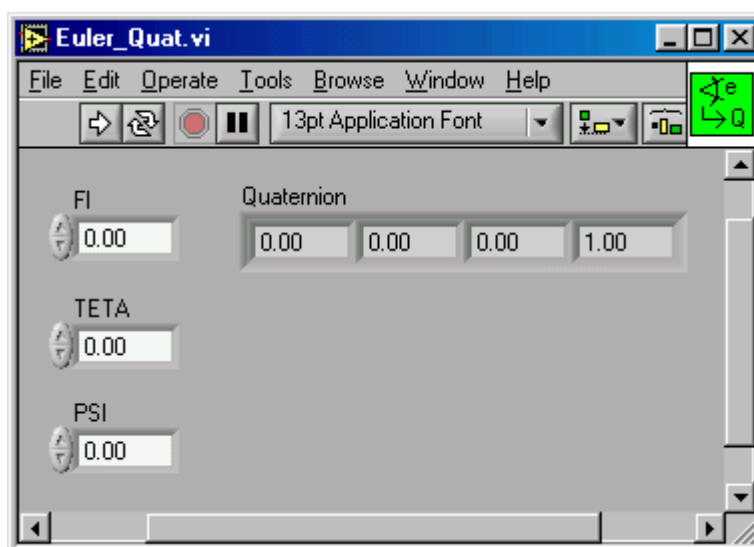 Euler_Quat.vi
File Edit Operate Tools Browse Window Help
13pt Application Font
e
Q
FI
0.00
Quaternion
0.00 0.00 0.00 1.00
TETA
0.00
PSI
0.00